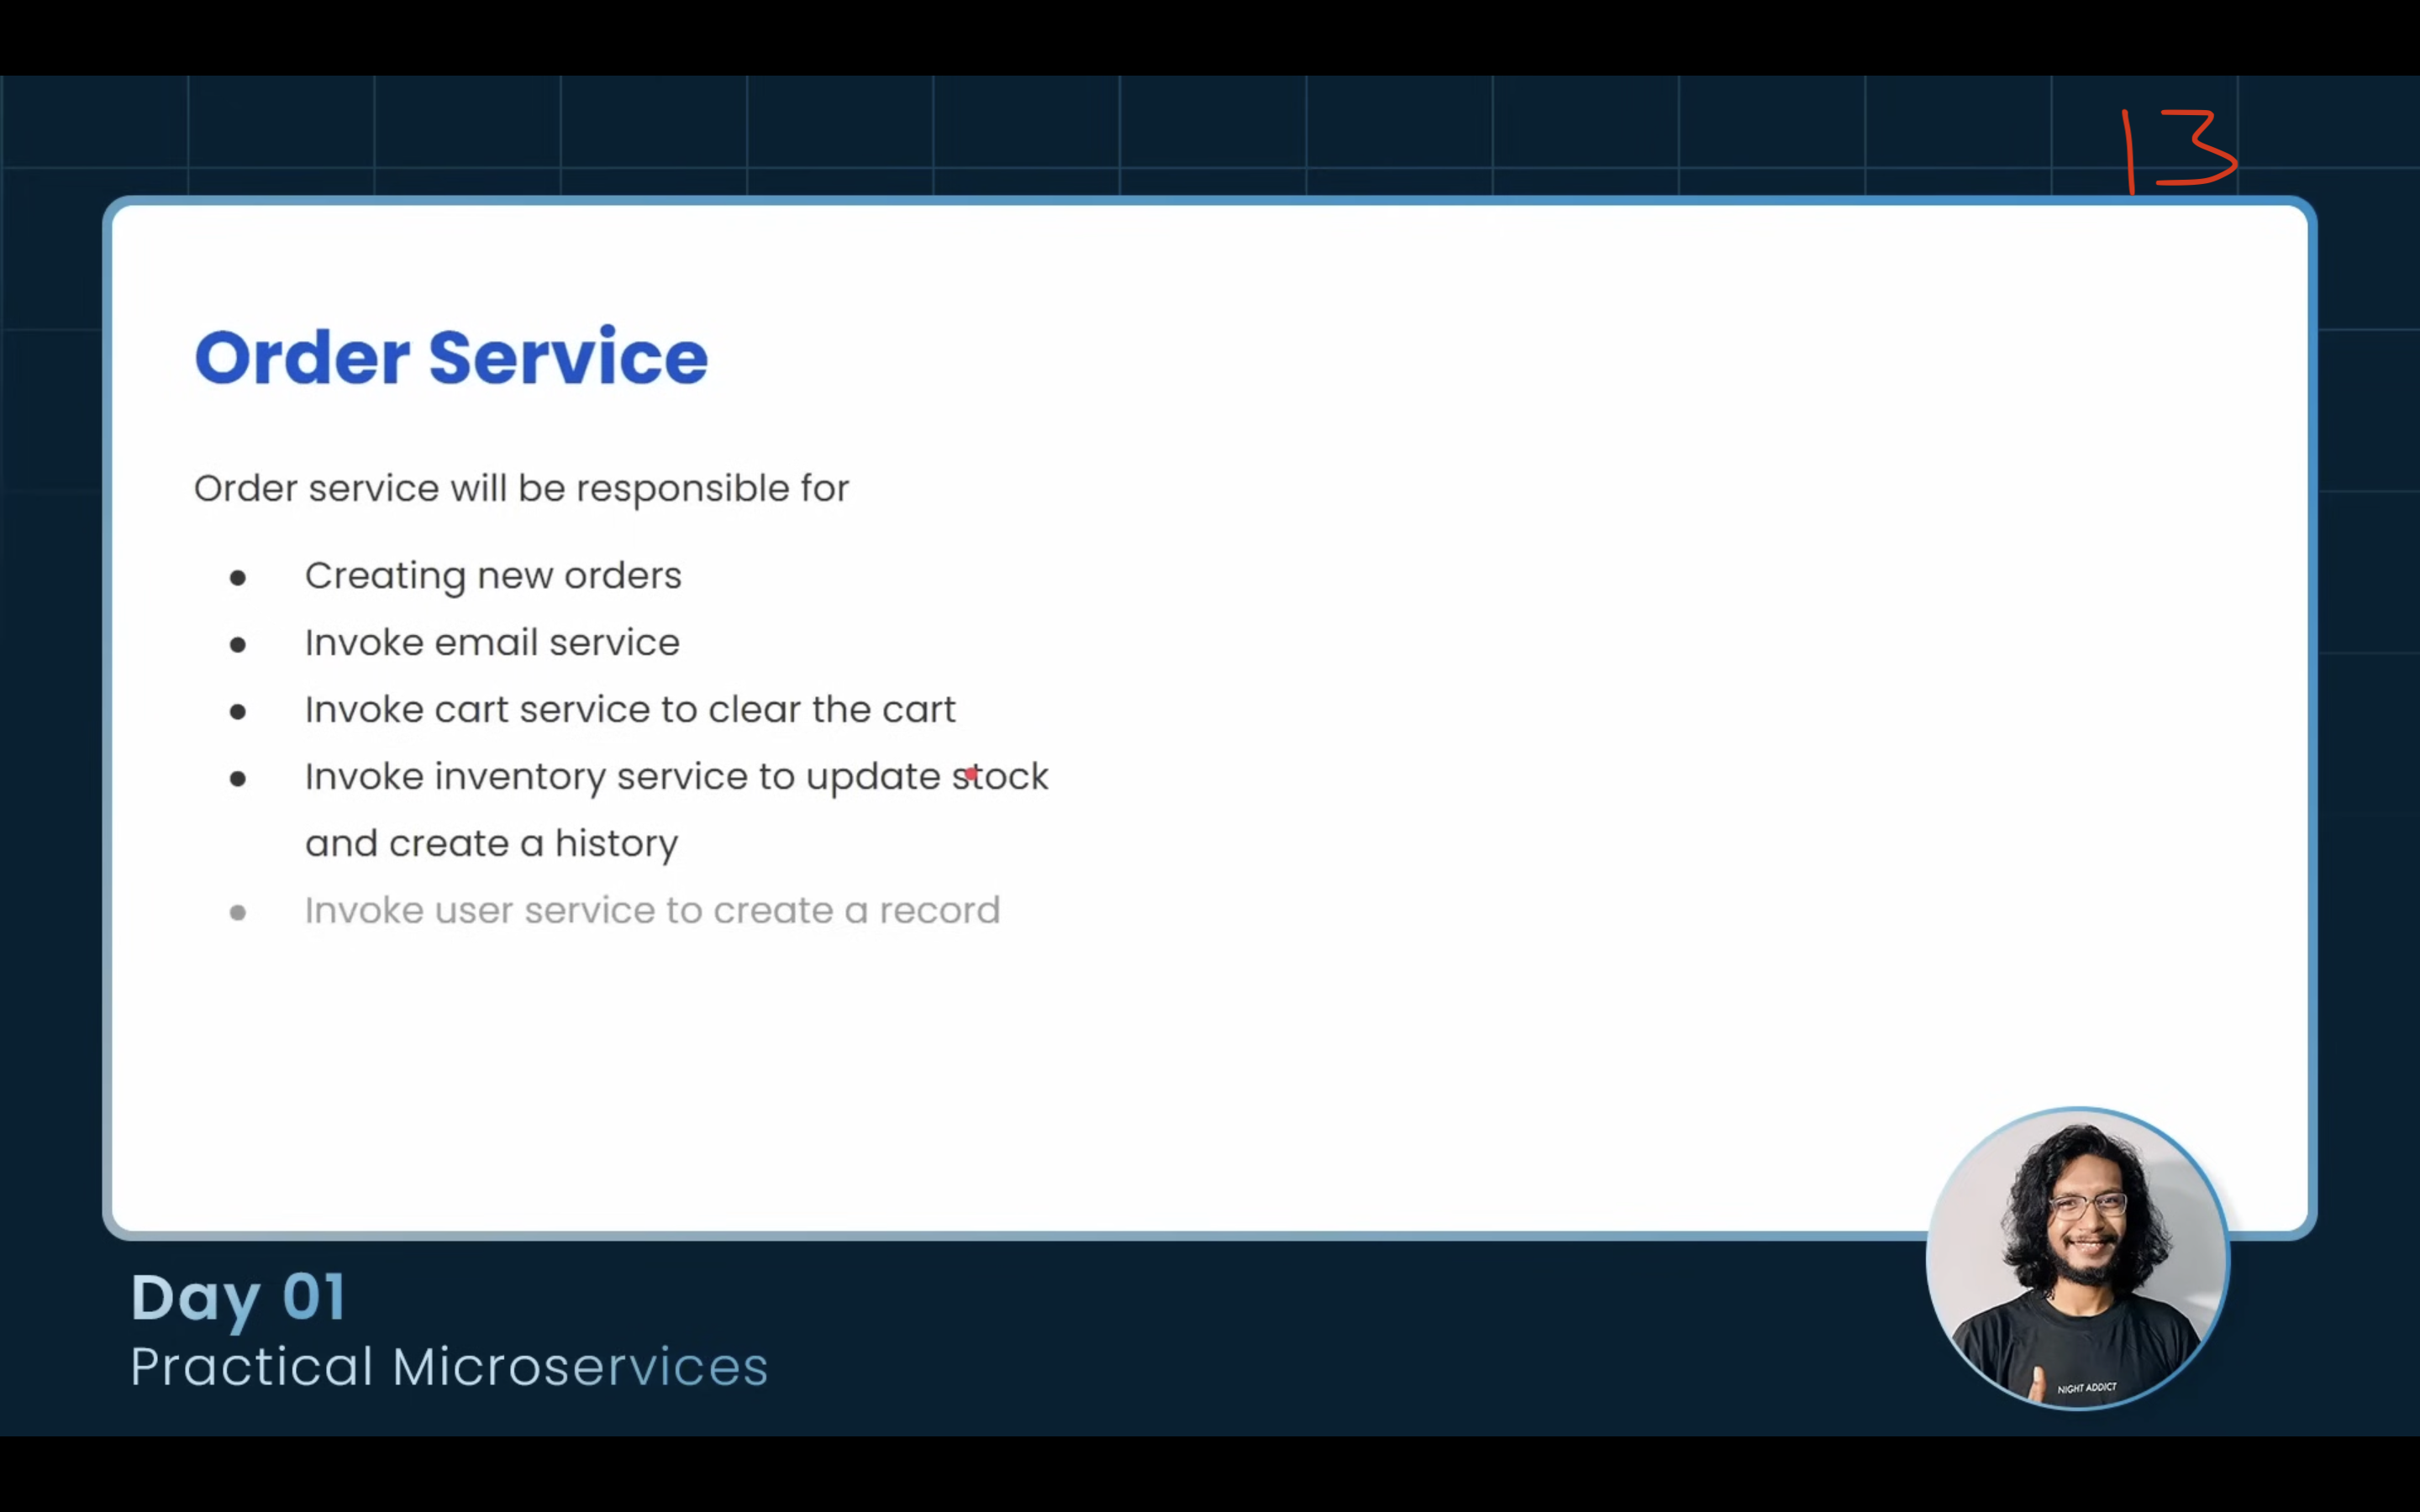 13
Order Service
Order service will be responsible for
● Creating new orders
● Invoke email service
● Invoke cart service to clear the cart
● Invoke inventory service to update stock
and create a history
● Invoke user service to create a record
NIGHT ADDICT
Day 01
Practical Microservices